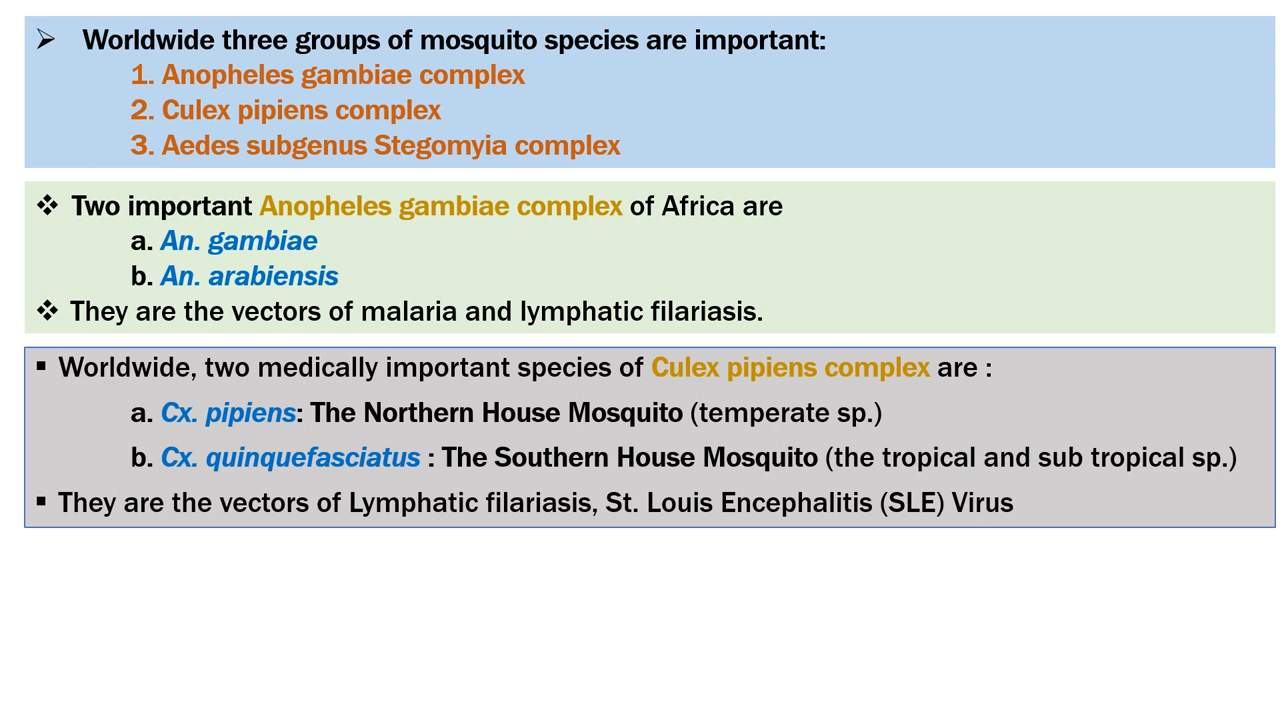 ➢ Worldwide three groups of mosquito species are important:
1. Anopheles gambiae complex
2. Culex pipiens complex
3. Aedes subgenus Stegomyia complex
❖ Two important Anopheles gambiae complex of Africa are
a. An. gambiae
b. An. arabiensis
❖ They are the vectors of malaria and lymphatic filariasis.
▪ Worldwide, two medically important species of Culex pipiens complex are :
a. Cx. pipiens: The Northern House Mosquito (temperate sp.)
b. Cx. quinquefasciatus : The Southern House Mosquito (the tropical and sub tropical sp.)
▪ They are the vectors of Lymphatic filariasis, St. Louis Encephalitis (SLE) Virus